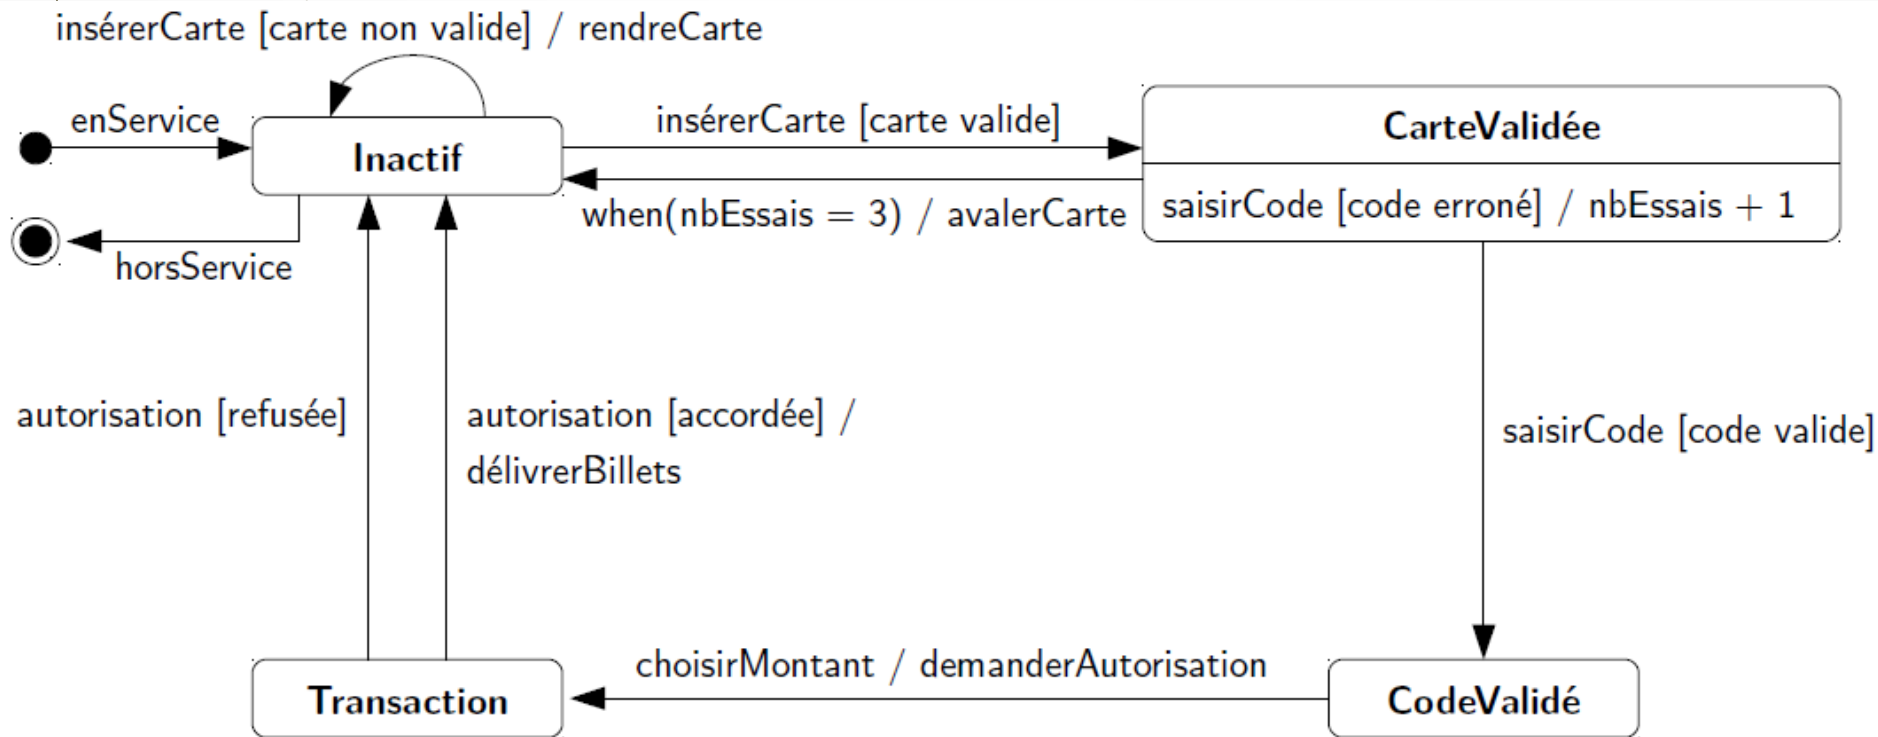 insérerCarte [carte non valide] / rendreCarte
enService
Inactif
insérerCarte [carte valide]
CarteValidée
when(nbEssais = 3) / avalerCarte
saisirCode [code erroné] / nbEssais + 1
horsService
autorisation [refusée]
autorisation [accordée] /
délivrerBillets
saisirCode [code valide]
choisirMontant / demanderAutorisation
Transaction
CodeValidé